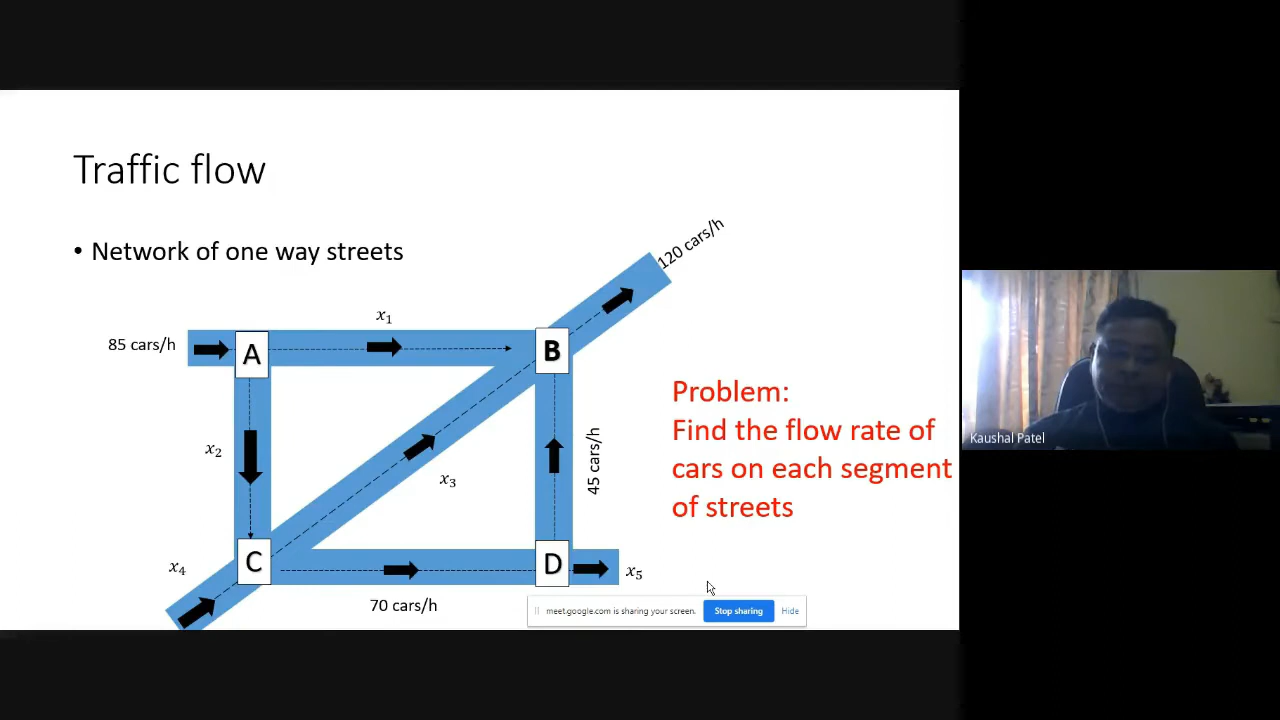 Traffic flow
• Network of one way streets
120 cars/h
x₁
85 cars/h
A
B
Problem:
Find the flow rate of
cars on each segment
of streets
x₂
x₃
45 cars/h
Kaushal Patel
x₄
C
D
x₅
70 cars/h
meet.google.com is sharing your screen. Stop sharing Hide